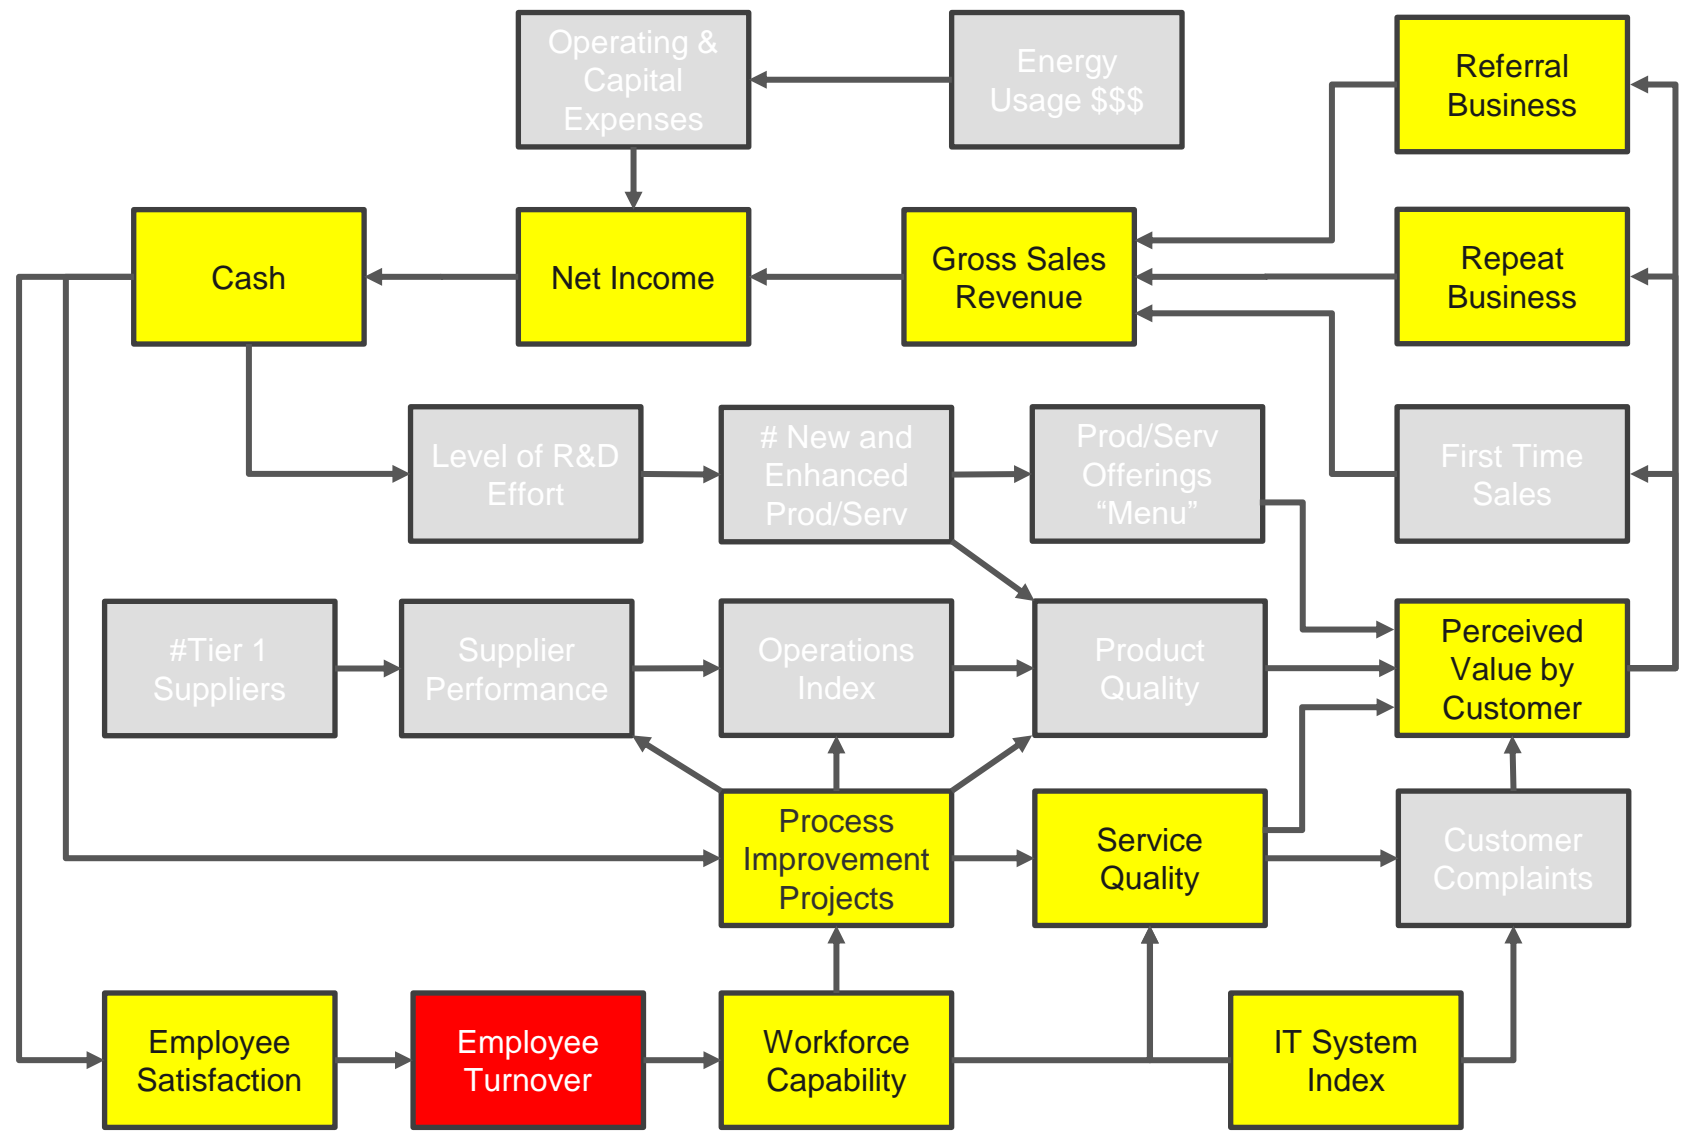 Operating &
Capital
Expenses
Energy
Usage $$$
Referral
Business
Cash
Net Income
Gross Sales
Revenue
Repeat
Business
Level of R&D
Effort
# New and
Enhanced
Prod/Serv
Prod/Serv
Offerings
“Menu”
First Time
Sales
#Tier 1
Suppliers
Supplier
Performance
Operations
Index
Product
Quality
Perceived
Value by
Customer
Process
Improvement
Projects
Service
Quality
Customer
Complaints
Employee
Satisfaction
Employee
Turnover
Workforce
Capability
IT System
Index